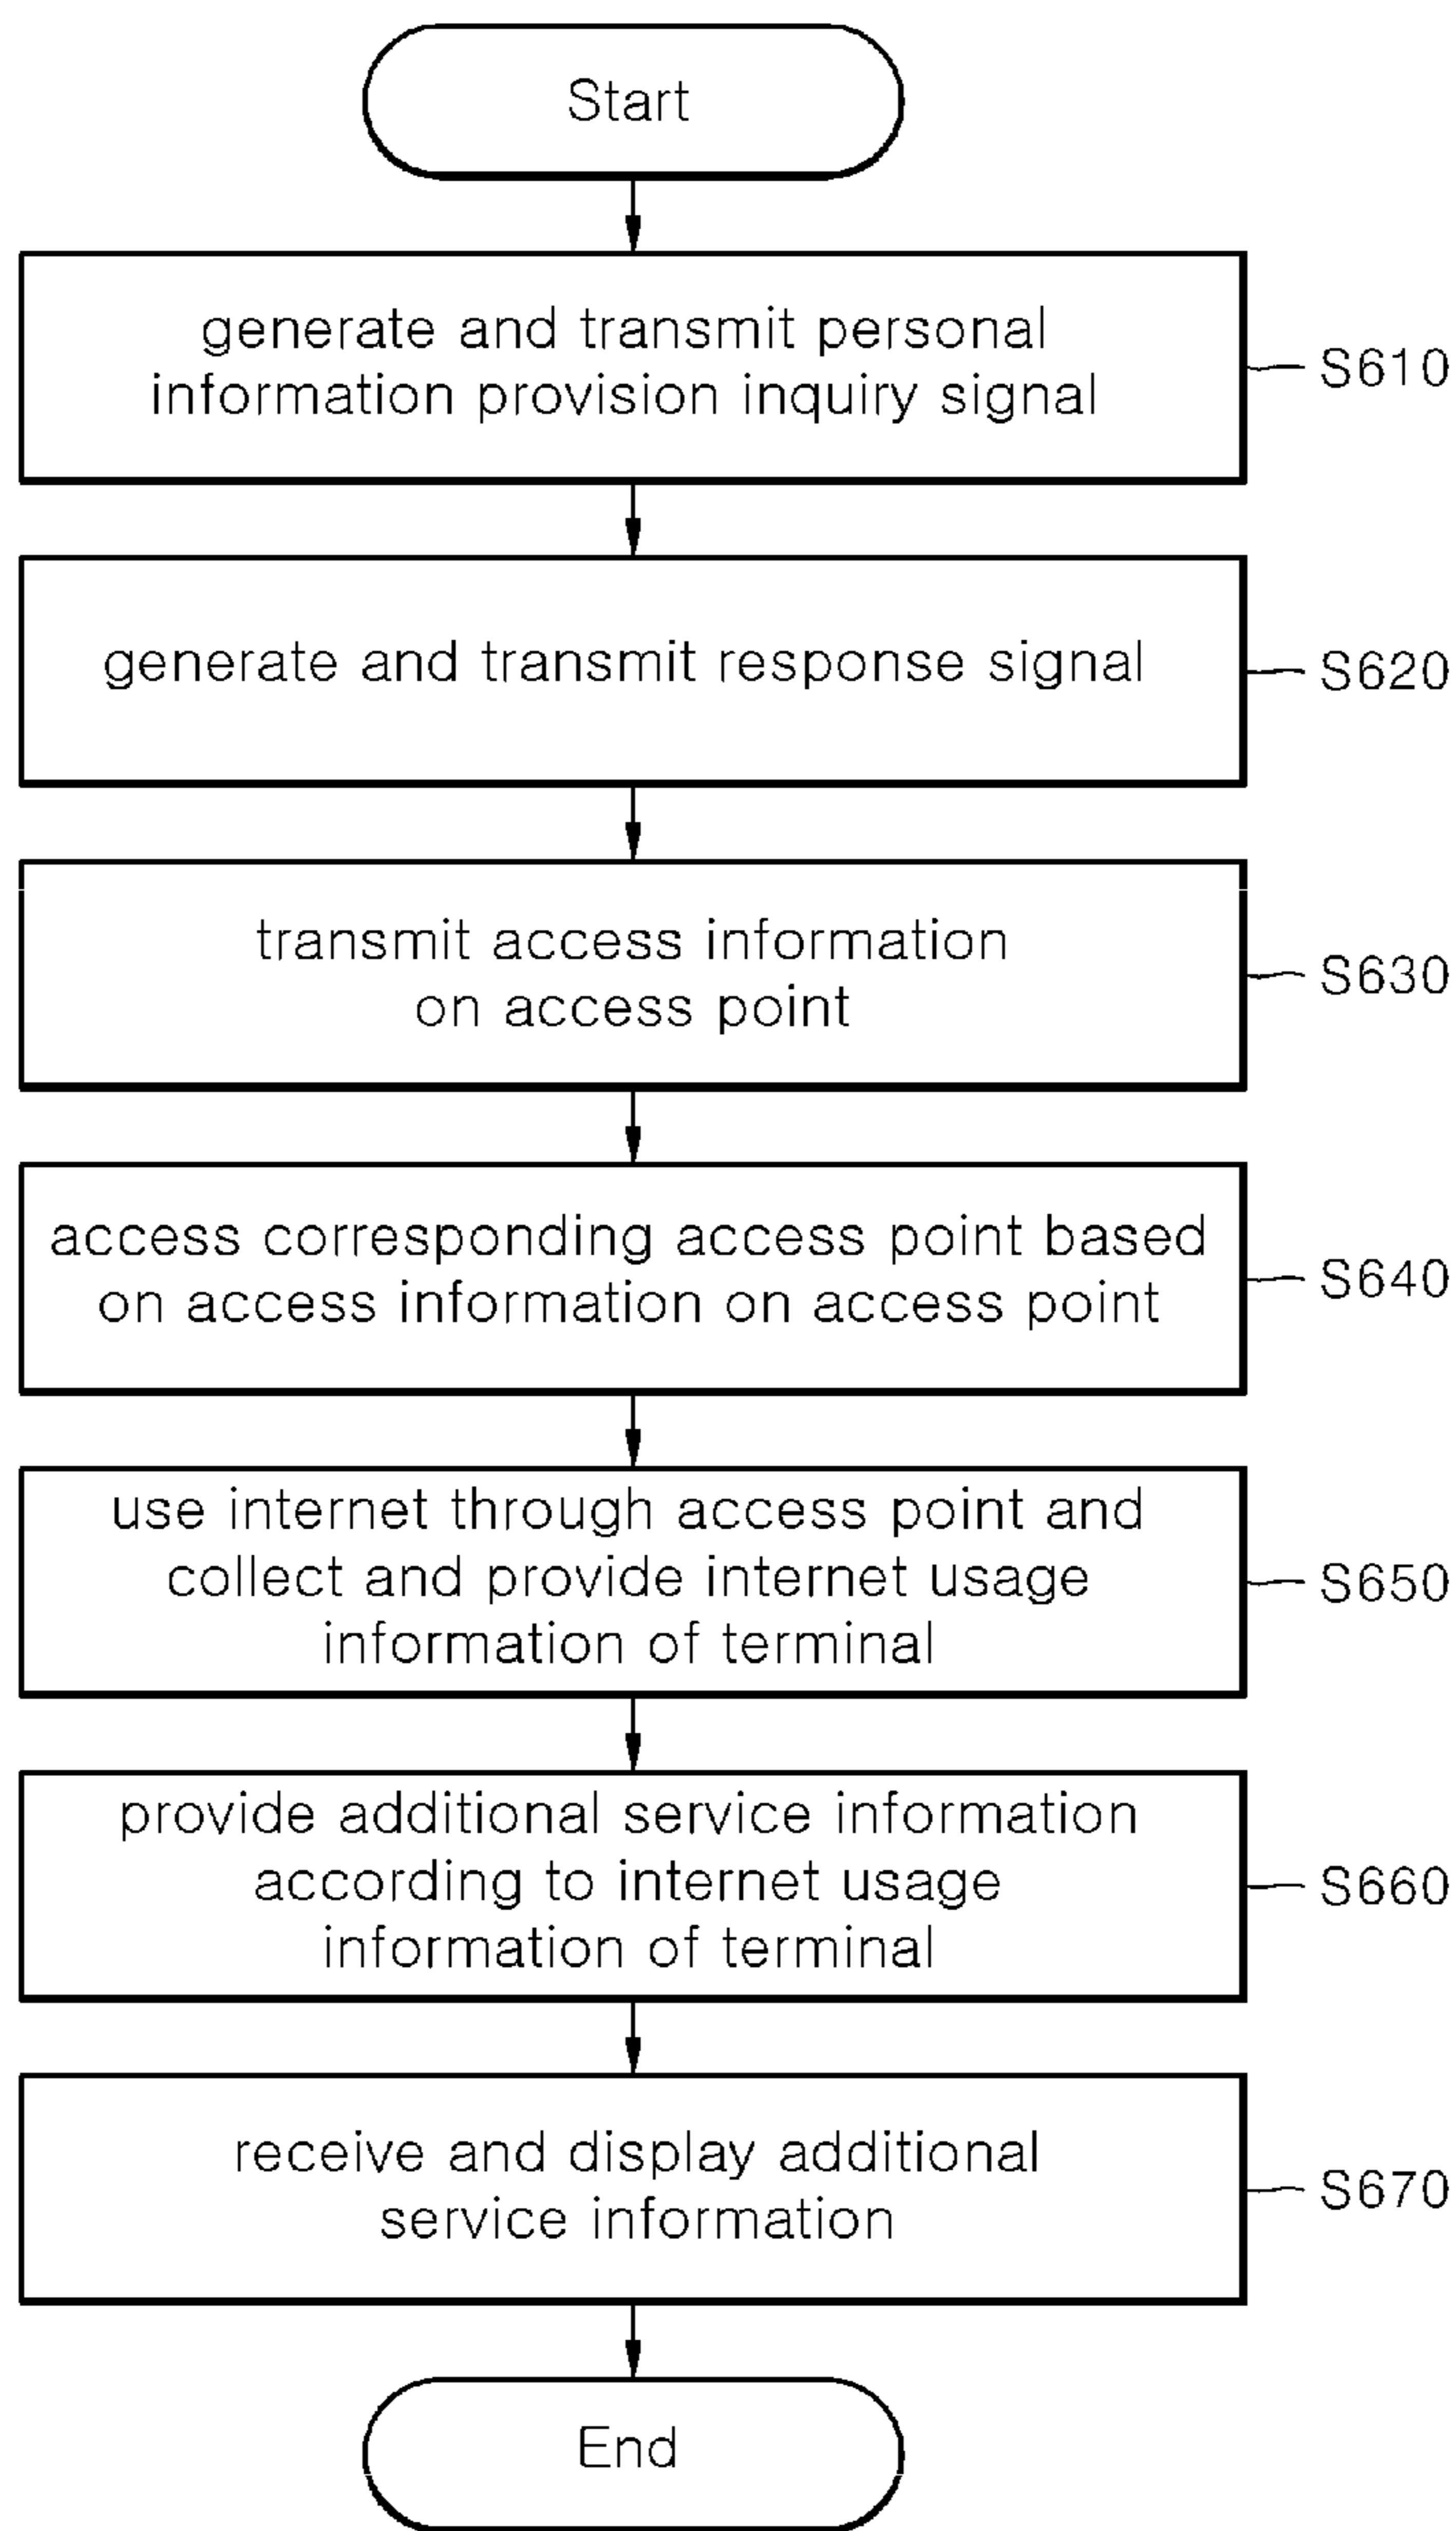 Start
generate and transmit personal
information provision inquiry signal
S610
generate and transmit response signal
S620
transmit access information
on access point
S630
access corresponding access point based
on access information on access point
S640
use internet through access point and
collect and provide internet usage
information of terminal
S650
provide additional service information
according to internet usage
information of terminal
S660
receive and display additional
service information
S670
End